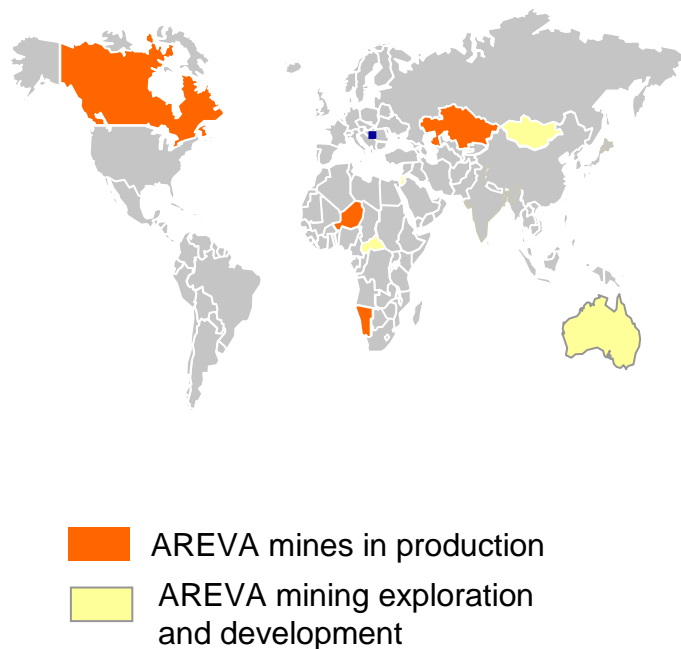 AREVA mines in production
AREVA mining exploration
and development